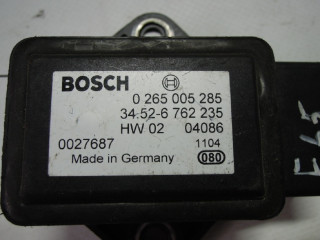 BOSCH
0 265 005 285
34.52-6 762 235
HW 02 04086
0027687 1104
Made in Germany 080
E65